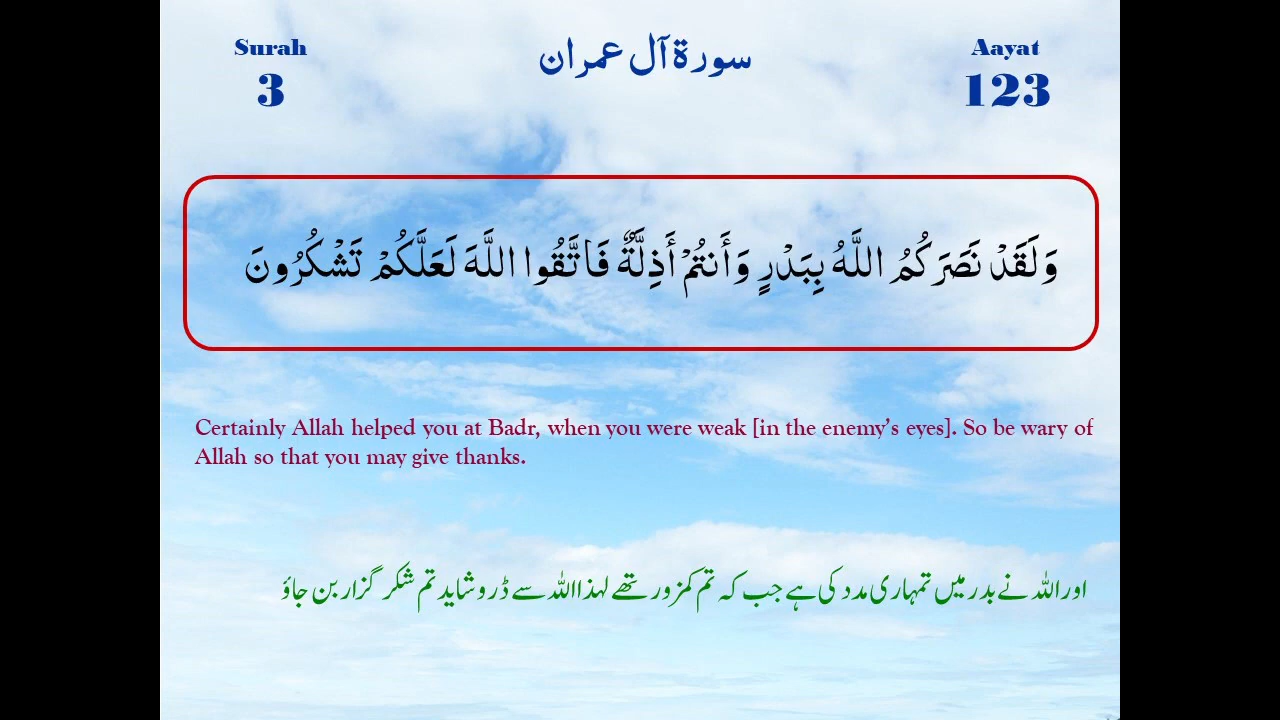 Surah
3
سورة آل عمران
Aayat
123
وَلَقَدْ نَصَرَكُمُ اللَّهُ بِبَدْرٍ وَأَنتُمْ أَذِلَّةٌ فَاتَّقُوا اللَّهَ لَعَلَّكُمْ تَشْكُرُونَ
Certainly Allah helped you at Badr, when you were weak [in the enemy’s eyes]. So be wary of
Allah so that you may give thanks.
اور اللہ نے بدر میں تمہاری مدد کی ہے جب کہ تم کمزور تھے لہذا اللہ سے ڈرو شاید تم شکر گزار بن جاؤ